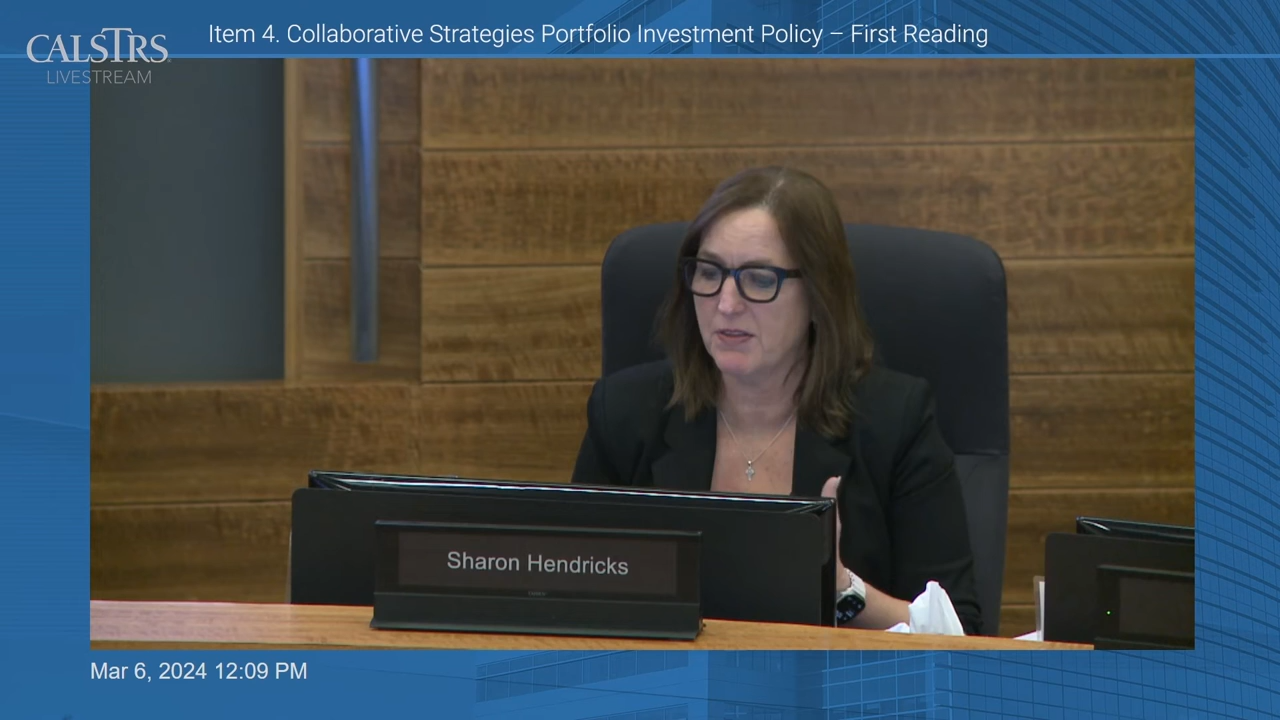 Item 4. Collaborative Strategies Portfolio Investment Policy – First Reading
CALSTRS
LIVESTREAM
Sharon Hendricks
Mar 6, 2024 12:09 PM